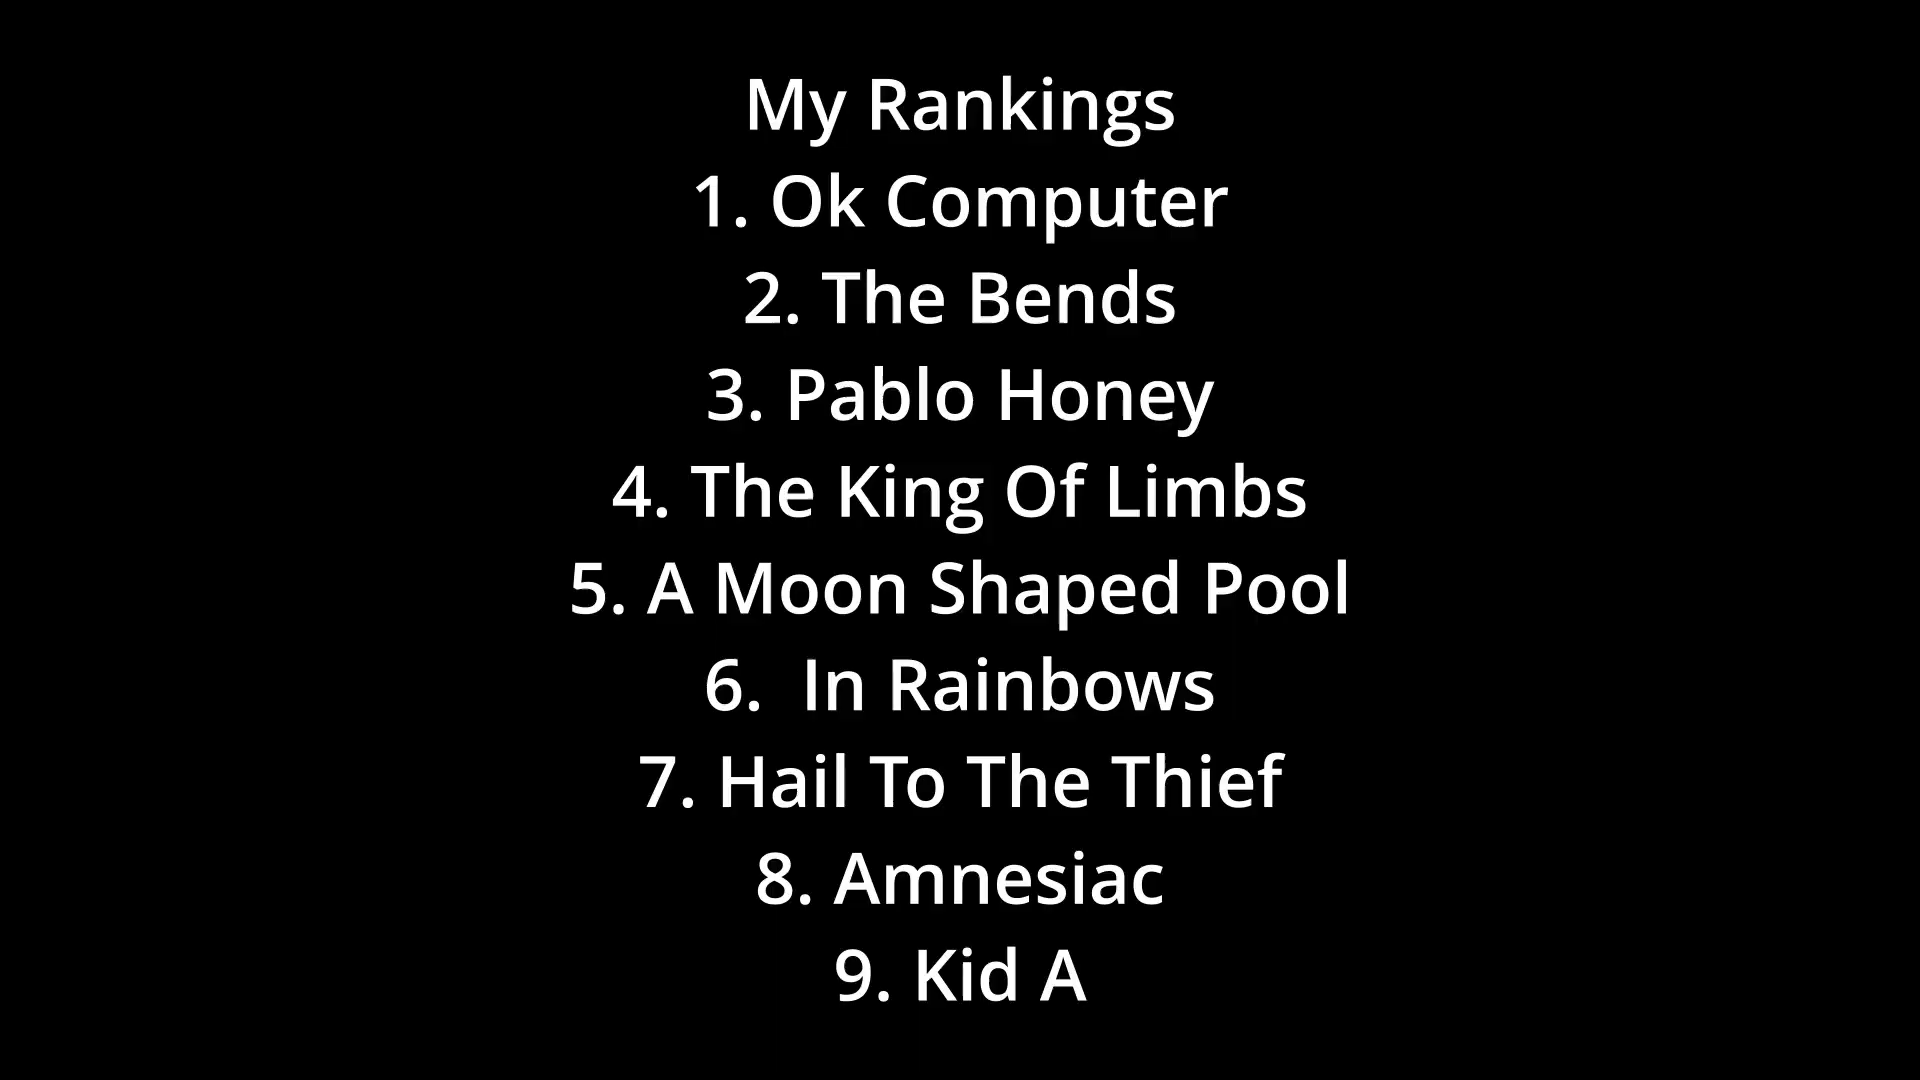 My Rankings
1. Ok Computer
2. The Bends
3. Pablo Honey
4. The King Of Limbs
5. A Moon Shaped Pool
6.  In Rainbows
7. Hail To The Thief
8. Amnesiac
9. Kid A